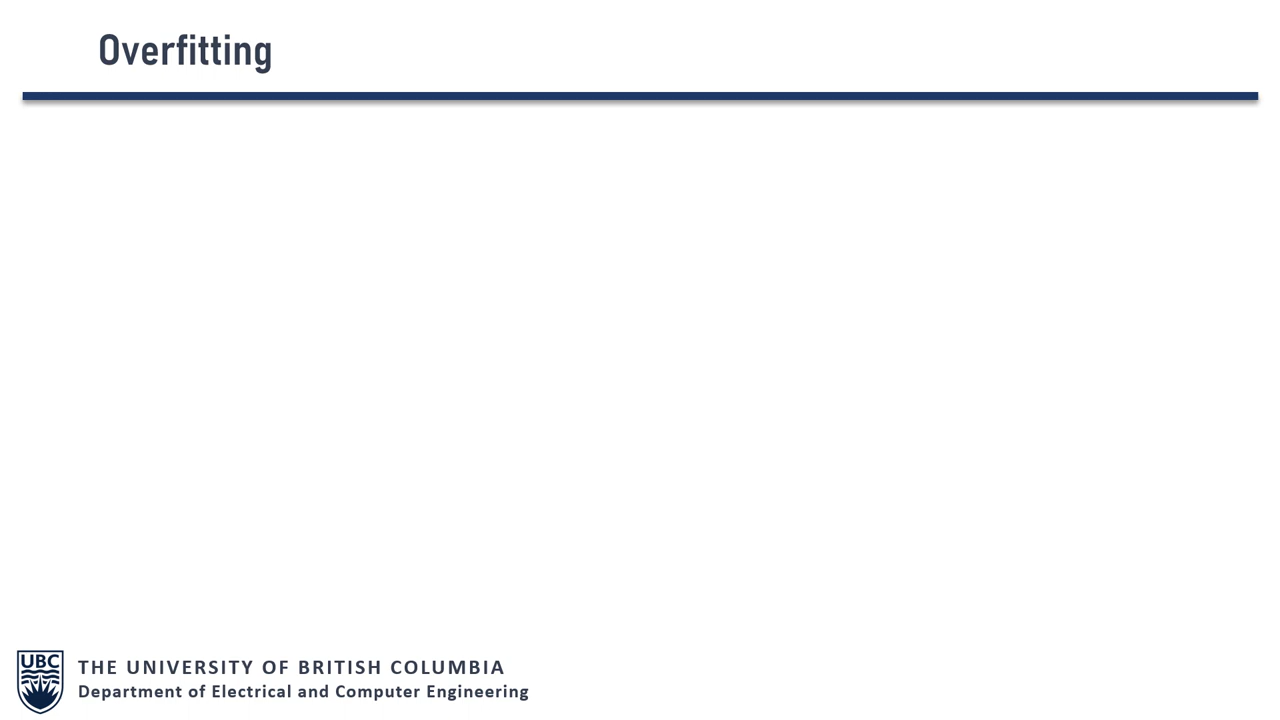 Overfitting
UBC
THE UNIVERSITY OF BRITISH COLUMBIA
Department of Electrical and Computer Engineering